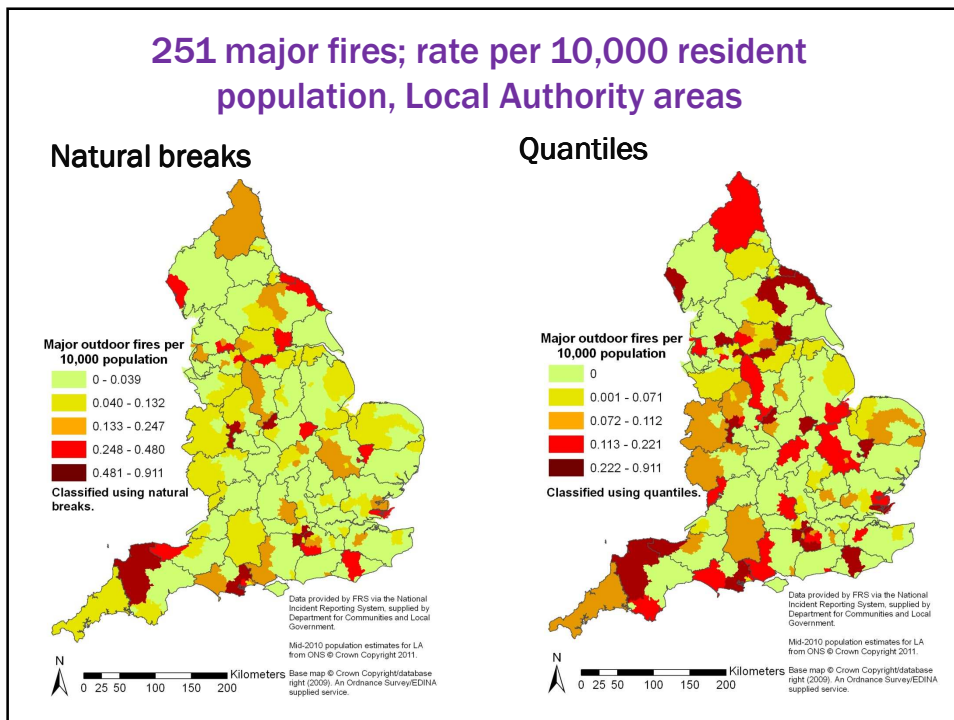 251 major fires; rate per 10,000 resident
population, Local Authority areas
Natural breaks
Major outdoor fires per
10,000 population
0 - 0.039
0.040 - 0.132
0.133 - 0.247
0.248 - 0.480
0.481 - 0.911
Classified using natural
breaks.
Data provided by FRS via the National
Incident Reporting System, supplied by
Department for Communities and Local
Government.
Mid-2010 population estimates for LA
from ONS © Crown Copyright 2011.
Base map © Crown Copyright/database
right (2009). An Ordnance Survey/EDINA
supplied service.
N
Kilometers
0 25 50 100 150 200
Quantiles
Major outdoor fires per
10,000 population
0
0.001 - 0.071
0.072 - 0.112
0.113 - 0.221
0.222 - 0.911
Classified using quantiles.
Data provided by FRS via the National
Incident Reporting System, supplied by
Department for Communities and Local
Government.
Mid-2010 population estimates for LA
from ONS © Crown Copyright 2011.
Base map © Crown Copyright/database
right (2009). An Ordnance Survey/EDINA
supplied service.
N
Kilometers
0 25 50 100 150 200